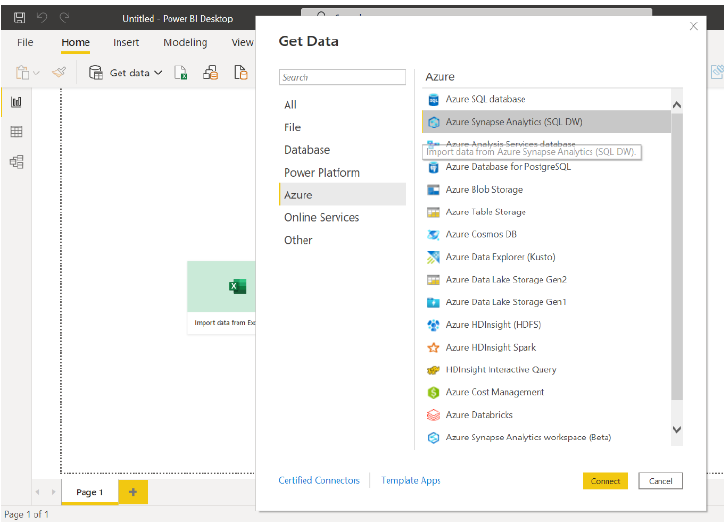 Untitled - Power BI Desktop
File Home Insert Modeling View
Get data
Import data from Exc
Page 1
Page 1 of 1
Get Data
Search
All
File
Database
Power Platform
Azure
Online Services
Other
Azure
Azure SQL database
Azure Synapse Analytics (SQL DW)
Azure Analysis Services database
Import data from Azure Synapse Analytics (SQL DW).
Azure Database for PostgreSQL
Azure Blob Storage
Azure Table Storage
Azure Cosmos DB
Azure Data Explorer (Kusto)
Azure Data Lake Storage Gen2
Azure Data Lake Storage Gen1
Azure HDInsight (HDFS)
Azure HDInsight Spark
HDInsight Interactive Query
Azure Cost Management
Azure Databricks
Azure Synapse Analytics workspace (Beta)
Certified Connectors Template Apps
Connect Cancel